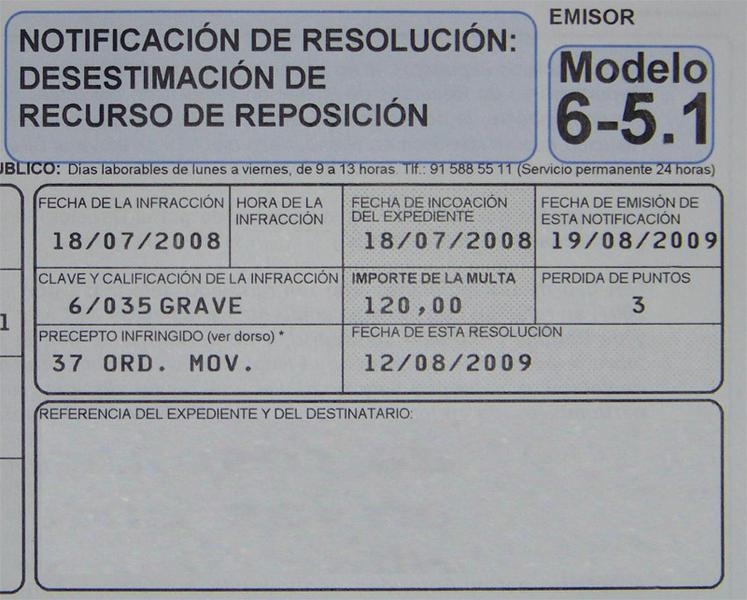 EMISOR
NOTIFICACIÓN DE RESOLUCIÓN:
DESESTIMACIÓN DE
RECURSO DE REPOSICIÓN
Modelo
6-5.1
BLICO: Dias laborables de lunes a viernes, de 9 a 13 horas. Tlf.: 91 588 55 11 (Servicio permanente 24 horas)
FECHA DE LA INFRACCIÓN
18/07/2008
HORA DE LA
INFRACCIÓN
FECHA DE INCOACIÓN
DEL EXPEDIENTE
18/07/2008
FECHA DE EMISIÓN DE
ESTA NOTIFICACIÓN
19/08/2009
CLAVE Y CALIFICACIÓN DE LA INFRACCIÓN
6/035 GRAVE
IMPORTE DE LA MULTA
120,00
PERDIDA DE PUNTOS
3
1
PRECEPTO INFRINGIDO (ver dorso) *
37 ORD. MOV.
FECHA DE ESTA RESOLUCIÓN
12/08/2009
REFERENCIA DEL EXPEDIENTE Y DEL DESTINATARIO: